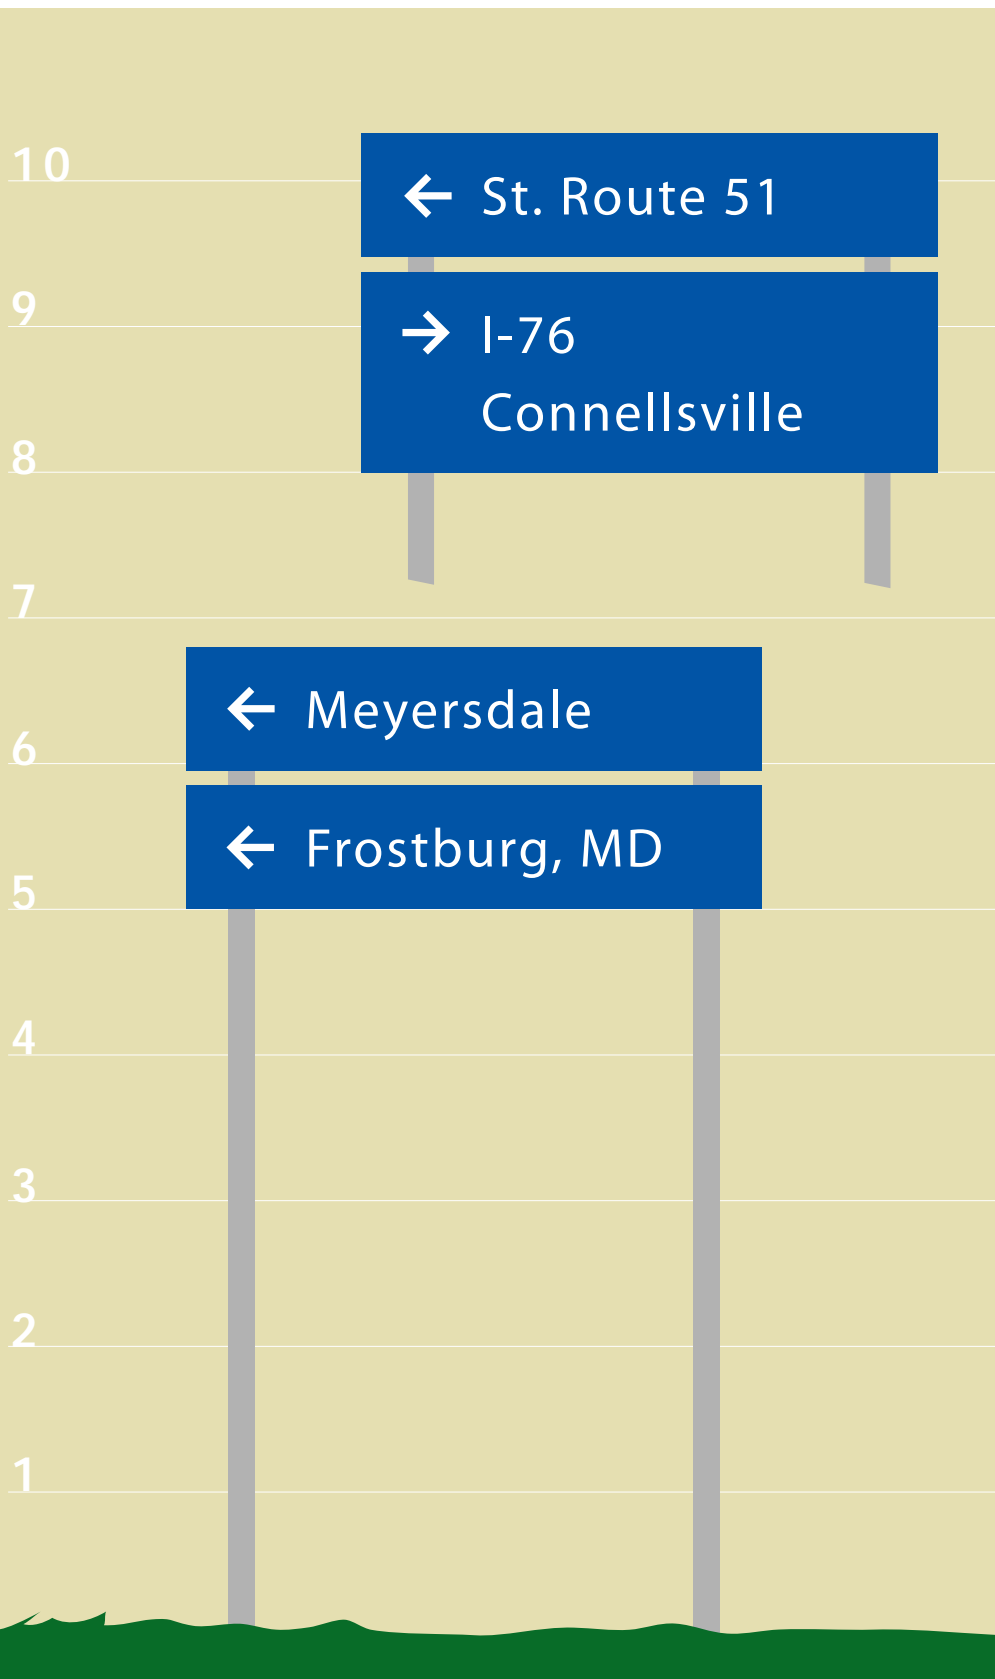 10
← St. Route 51
9
→ I-76
Connellsville
8
7
← Meyersdale
6
← Frostburg, MD
5
4
3
2
1